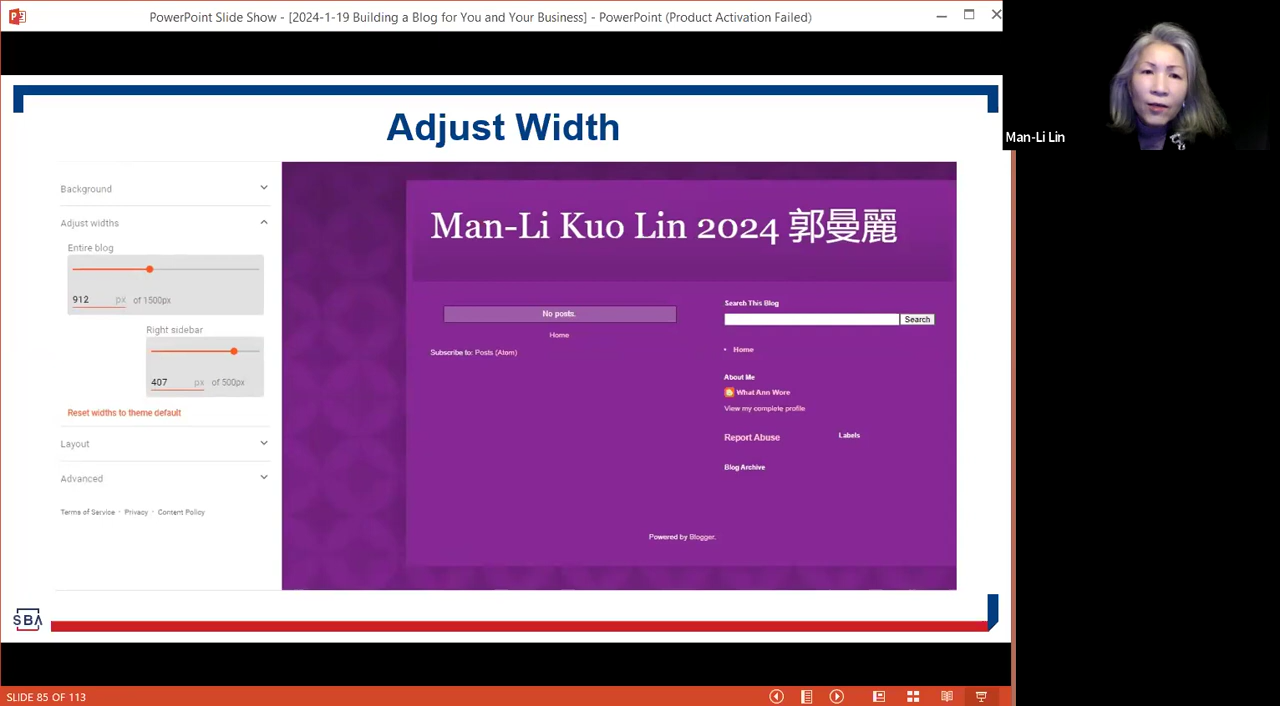 PowerPoint Slide Show - [2024-1-19 Building a Blog for You and Your Business] - PowerPoint (Product Activation Failed)
Man-Li Lin
Adjust Width
Background
Adjust widths
Entire blog
912 px of 1500px
Right sidebar
407 px of 500px
Reset widths to theme default
Layout
Advanced
Terms of Service · Privacy · Content Policy
Man-Li Kuo Lin 2024 郭曼麗
No posts.
Home
Subscribe to: Posts (Atom)
Search This Blog
Search
Home
About Me
What Ann Wore
View my complete profile
Report Abuse
Labels
Blog Archive
Powered by Blogger.
SBA
SLIDE 85 OF 113